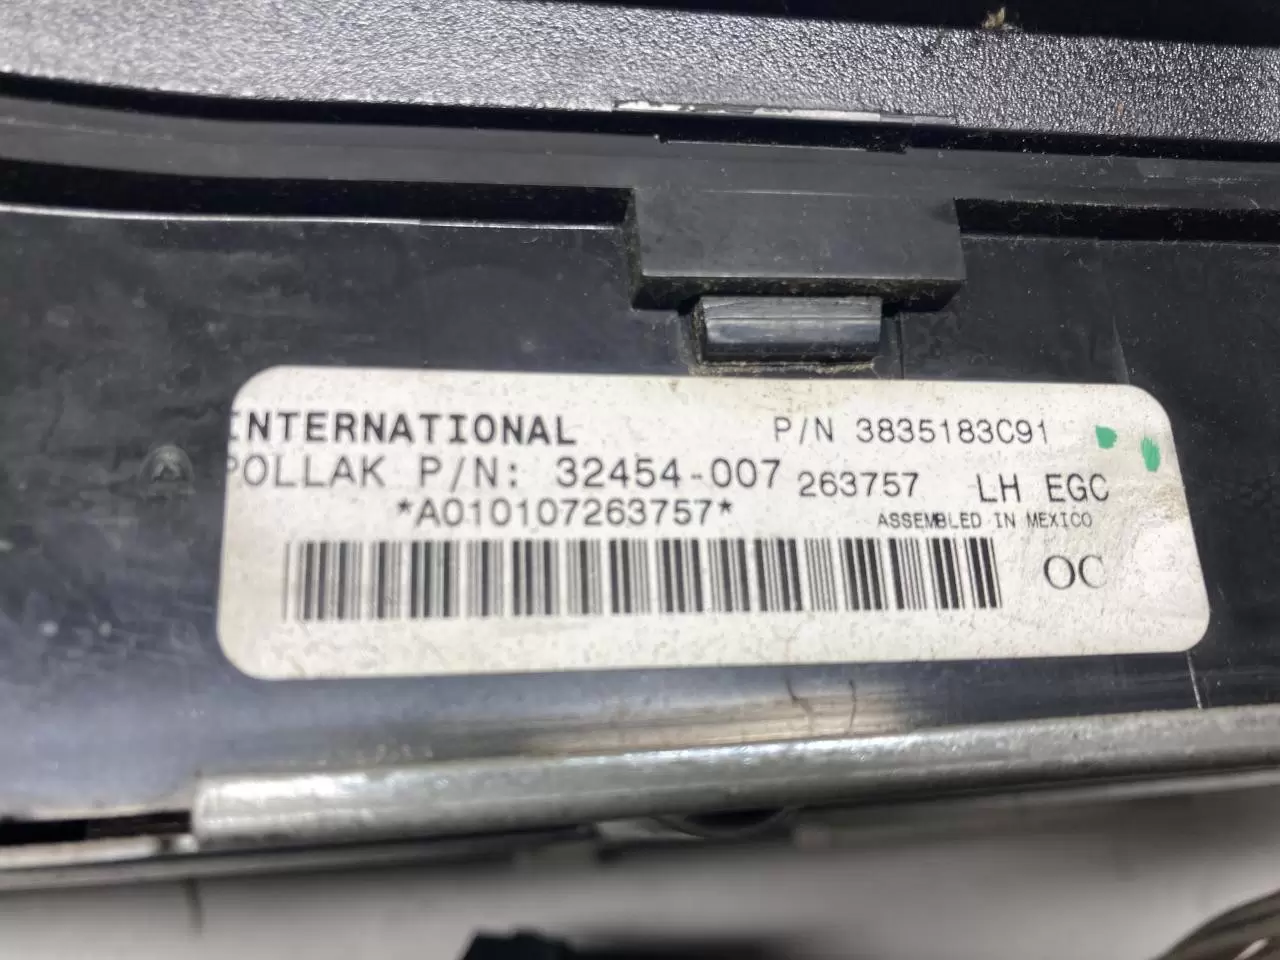 INTERNATIONAL P/N 3835183C91
POLLAK P/N: 32454-007 263757 LH EGC
*A010107263757* ASSEMBLED IN MEXICO
OC